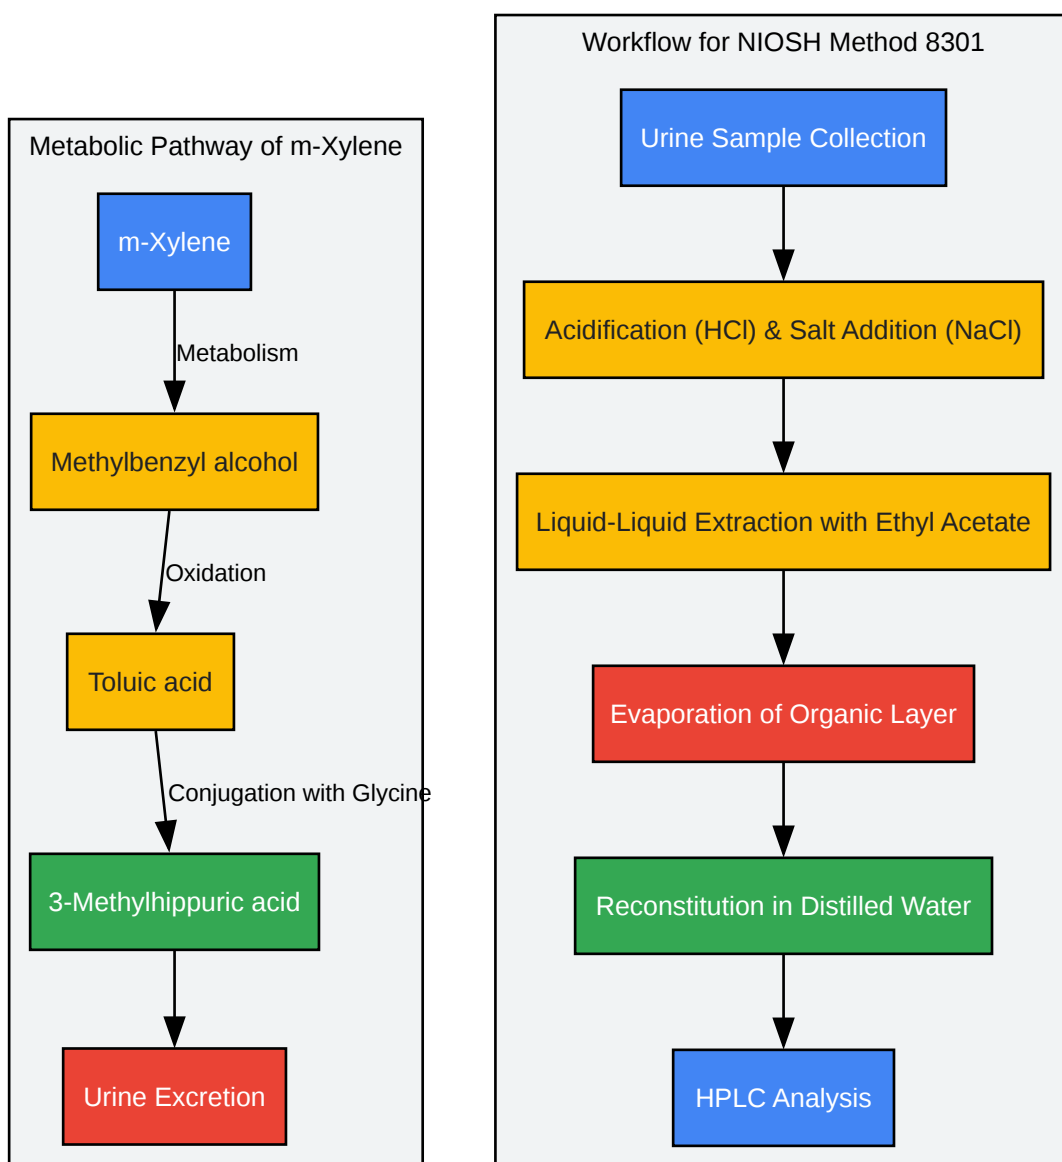 Metabolic Pathway of m-Xylene
m-Xylene
Metabolism
Methylbenzyl alcohol
Oxidation
Toluic acid
Conjugation with Glycine
3-Methylhippuric acid
Urine Excretion
Workflow for NIOSH Method 8301
Urine Sample Collection
Acidification (HCl) & Salt Addition (NaCl)
Liquid-Liquid Extraction with Ethyl Acetate
Evaporation of Organic Layer
Reconstitution in Distilled Water
HPLC Analysis